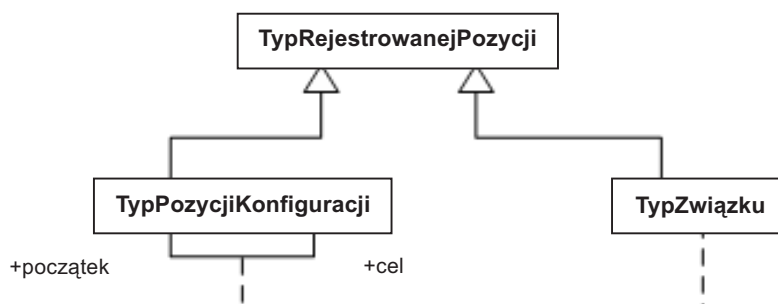 TypRejestrowanejPozycji
TypPozycjiKonfiguracji
TypZwiązku
+początek
+cel